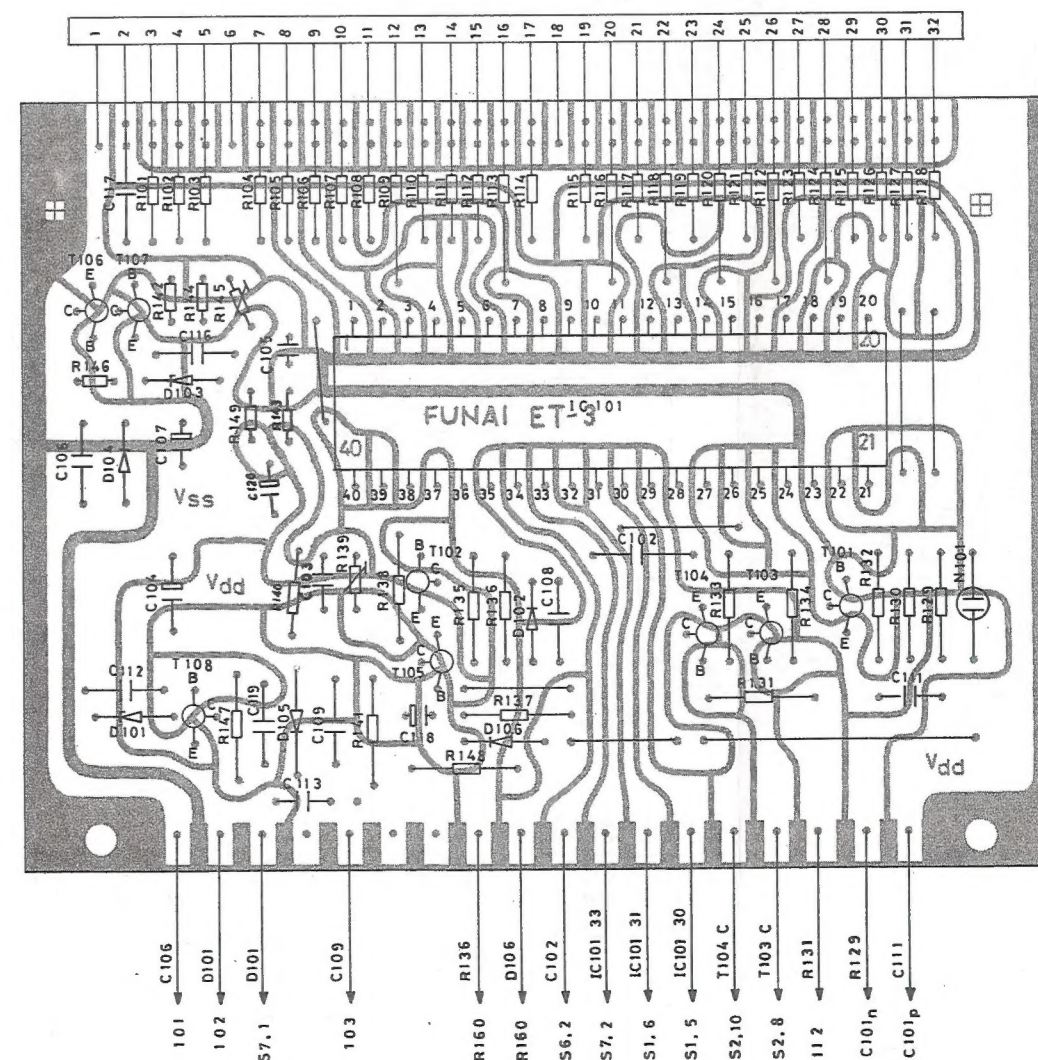 1 2 3 4 5 6 7 8 9 10 11 12 13 14 15 16 17 19 20 21 22 23 24 25 26 27 28 29 30 31 32
C117 R101 R102 R103 R104 R105 R106 R107 R108 R109 R110 R111 R112 R113 R114 R115 R116 R117 R118 R119 R120 R121 R122 R123 R124 R125 R126 R127 R128
T106 T107
E B
R142 R144 R145
C C
B E
1 2 3 4 5 6 7 8 9 10 11 12 13 14 15 16 17 18 19 20
C116 C105
1 20
R146
D103
R149 R143
FUNAI ET-3
IC101
C106 D104 C107
40 21
C120
Vss
40 39 38 37 36 35 34 33 32 31 30 29 28 27 26 25 24 23 22 21
C102
R139 T102 T101 R132 N101
B B
C104 Vdd R140 C103 R138 C R135 R136 D102 C108 T104 R133 T103 R134 C R130 R129
E E E E
E C C
T105 C B B
C112 T108
B B R131 C111
D101 C R147 C119 D105 C109 R141 C118 R137
E D106
R148
C113
Vdd
C106 D101 D101 C109 R136 D106 C102 IC101 33 IC101 31 IC101 30 T104 C T103 C R131 R129 C111
101 102 S7,1 103 R160 R160 S6,2 S7,2 S1,6 S1,5 S2,10 S2,8 112 C101n C101p